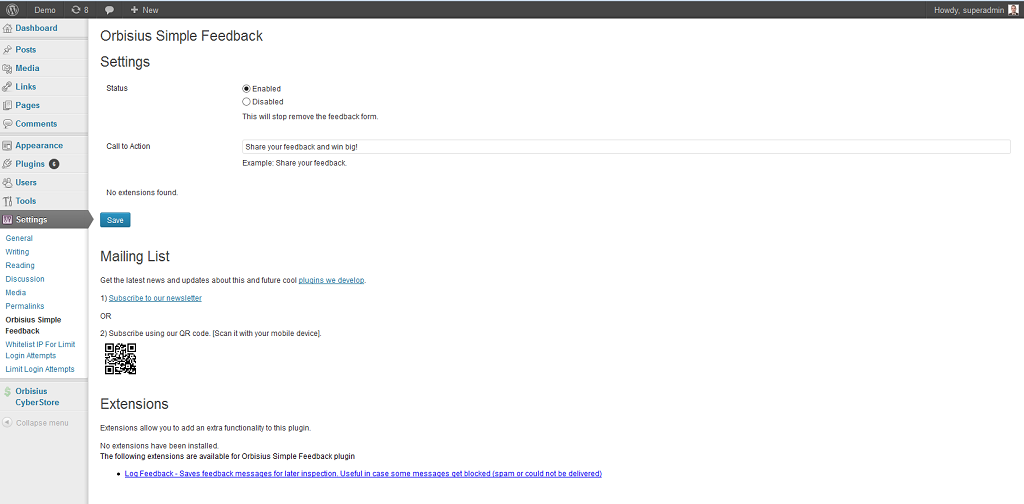 Demo 8 New Howdy, superadmin
Dashboard
Posts
Media
Links
Pages
Comments
Appearance
Plugins 6
Users
Tools
Settings
General
Writing
Reading
Discussion
Media
Permalinks
Orbisius Simple
Feedback
Whitelist IP For Limit
Login Attempts
Limit Login Attempts
Orbisius
CyberStore
Collapse menu
Orbisius Simple Feedback
Settings
Status
Enabled
Disabled
This will stop remove the feedback form.
Call to Action
Share your feedback and win big!
Example: Share your feedback.
No extensions found.
Save
Mailing List
Get the latest news and updates about this and future cool plugins we develop.
1) Subscribe to our newsletter
OR
2) Subscribe using our QR code. [Scan it with your mobile device].
Extensions
Extensions allow you to add an extra functionality to this plugin.
No extensions have been installed.
The following extensions are available for Orbisius Simple Feedback plugin
Log Feedback - Saves feedback messages for later inspection. Useful in case some messages get blocked (spam or could not be delivered)